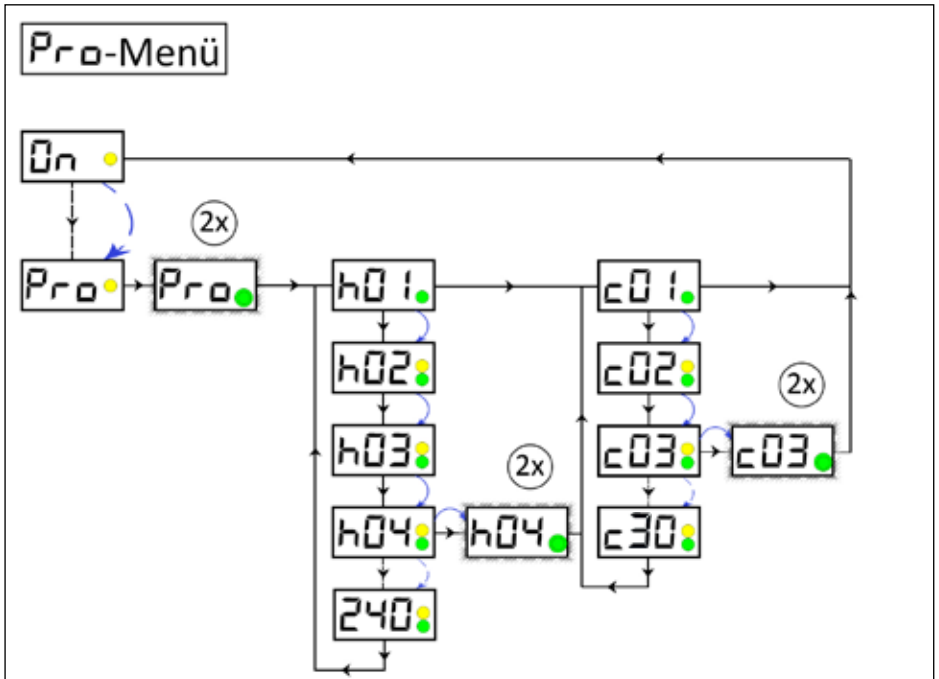 Pro-Menü
On
2x
Pro Pro h01 c01
h02 c02
2x
h03 c03 c03
2x
h04 h04 c30
240